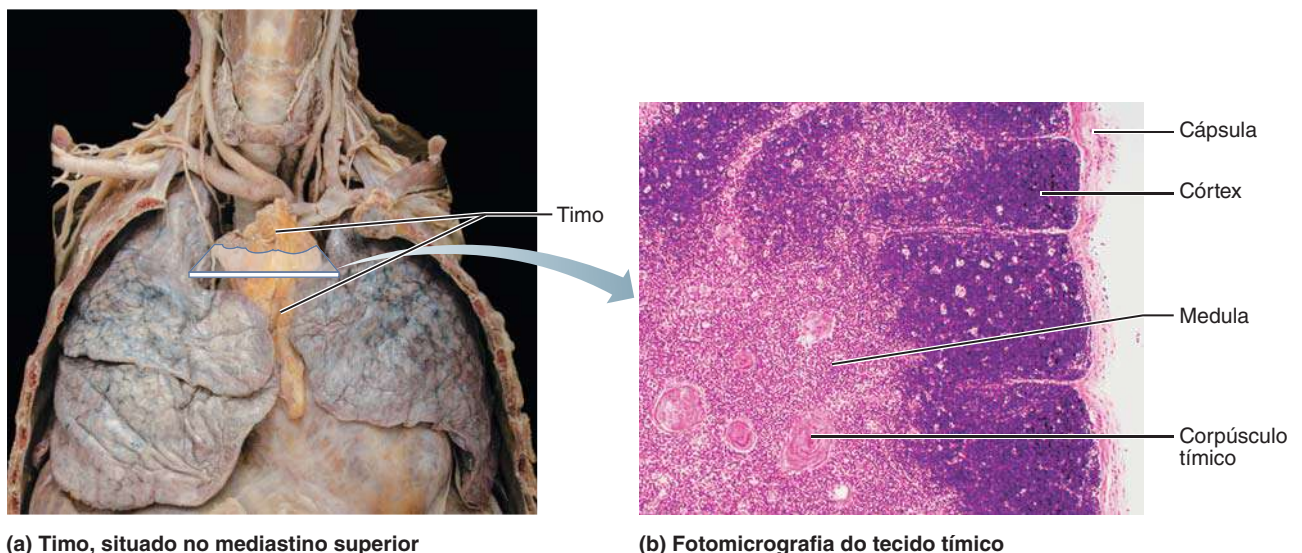 Timo
Cápsula
Córtex
Medula
Corpúsculo
tímico
(a) Timo, situado no mediastino superior
(b) Fotomicrografia do tecido tímico